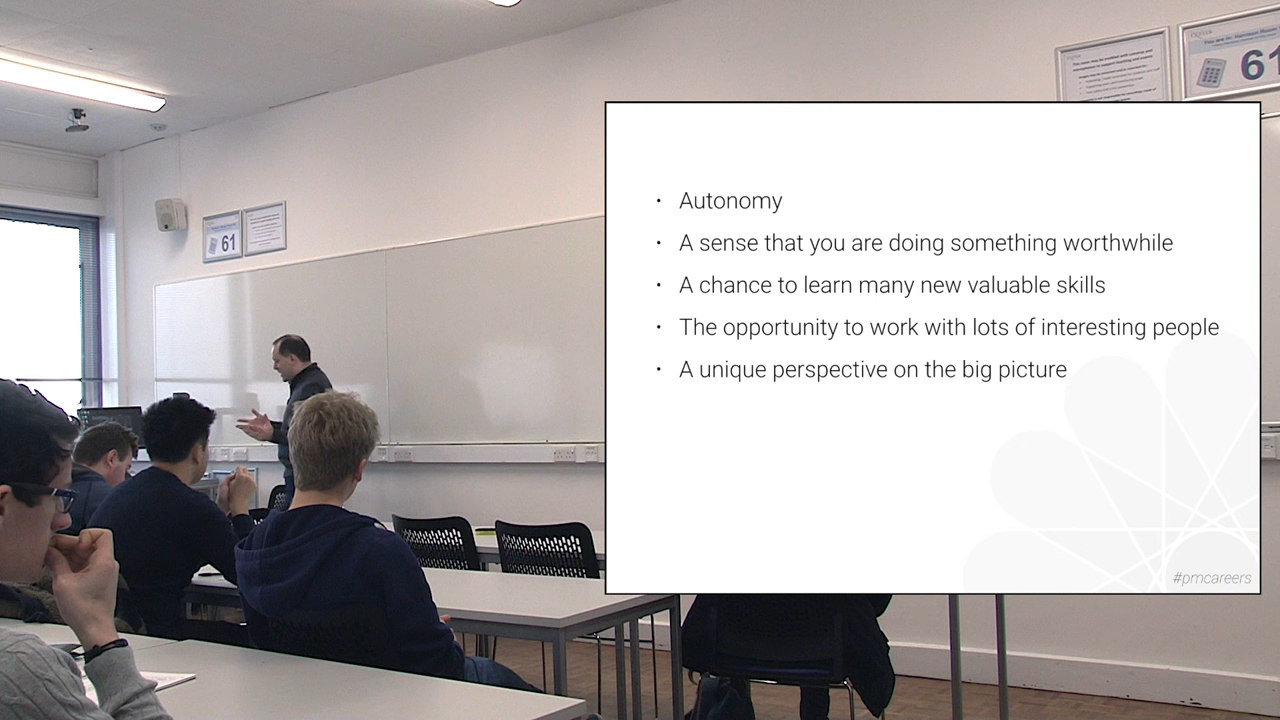 61
61
• Autonomy
• A sense that you are doing something worthwhile
• A chance to learn many new valuable skills
• The opportunity to work with lots of interesting people
• A unique perspective on the big picture
#pmcareers